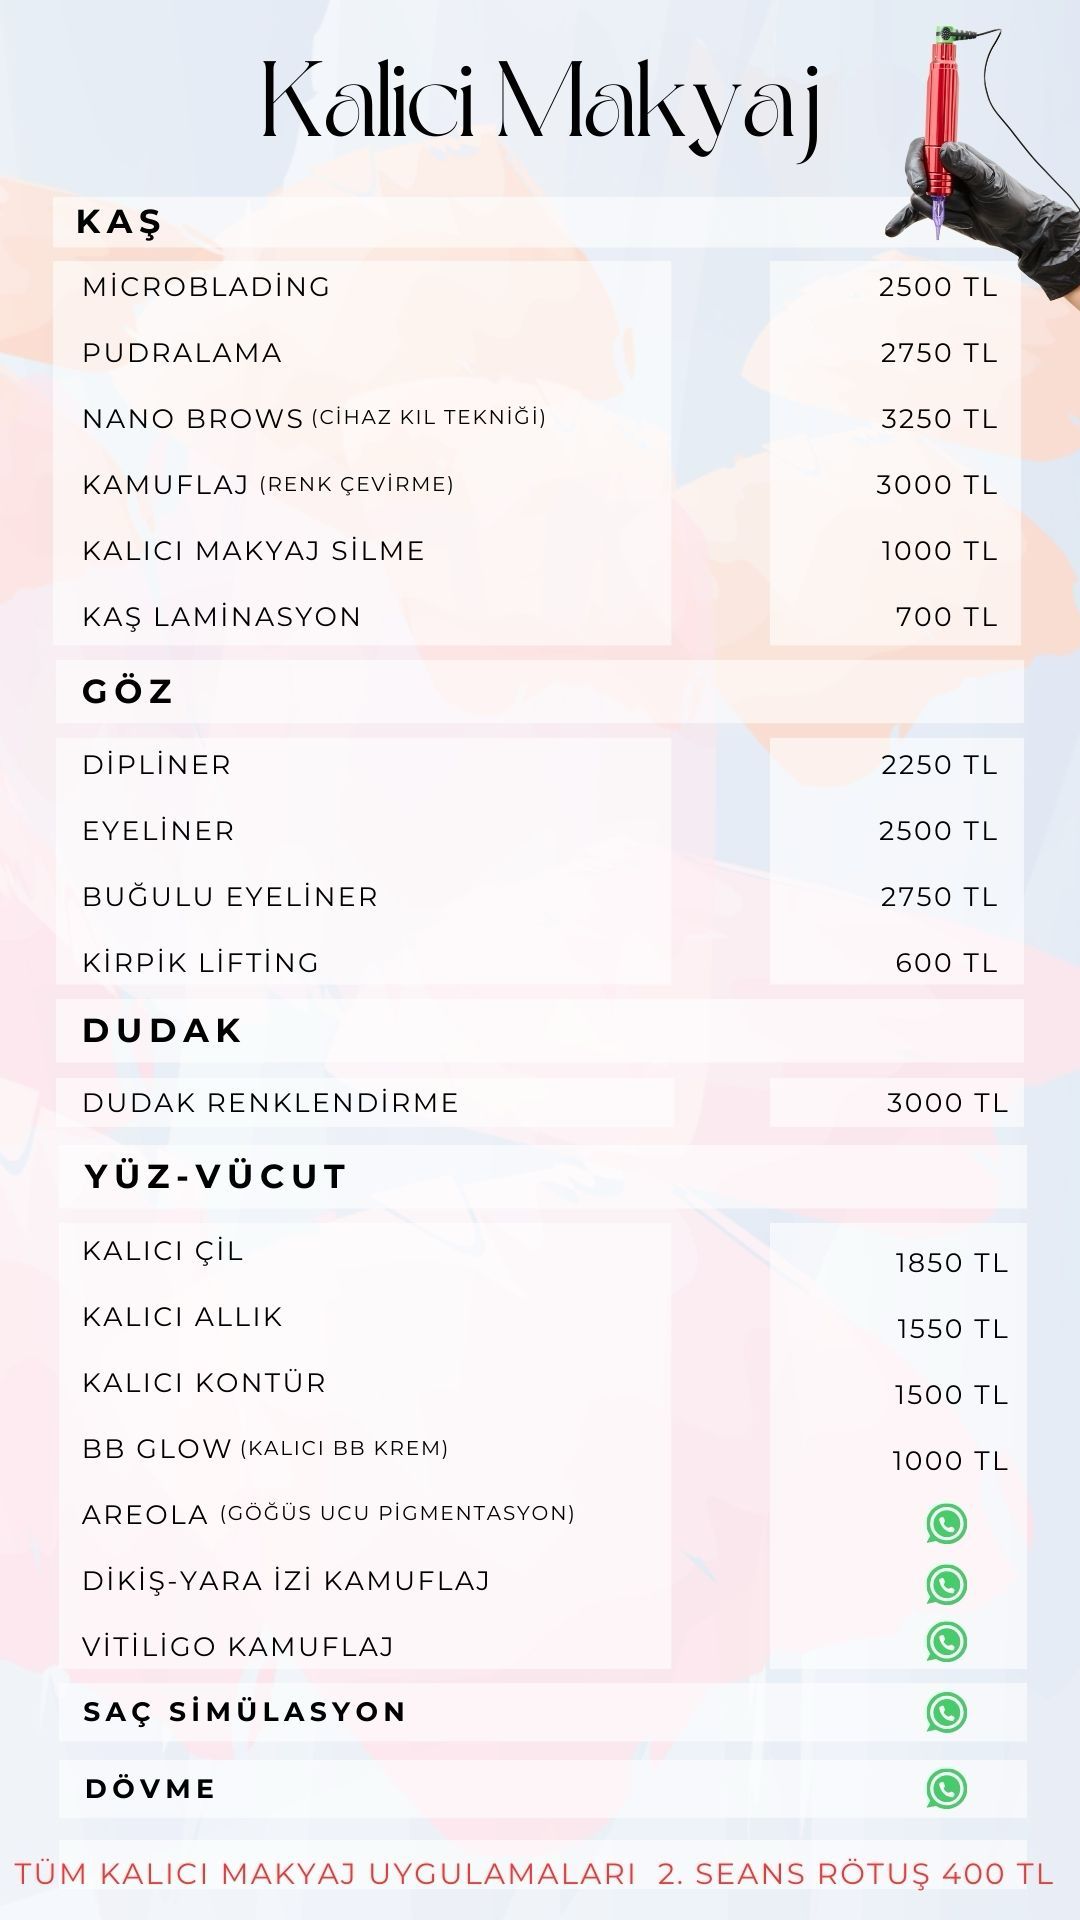 Kalici Makyaj
KAŞ
MİCROBLADİNG 2500 TL
PUDRALAMA 2750 TL
NANO BROWS (CİHAZ KIL TEKNİĞİ) 3250 TL
KAMUFLAJ (RENK ÇEVİRME) 3000 TL
KALICI MAKYAJ SİLME 1000 TL
KAŞ LAMİNASYON 700 TL
GÖZ
DİPLİNER 2250 TL
EYELİNER 2500 TL
BUĞULU EYELİNER 2750 TL
KİRPİK LİFTİNG 600 TL
DUDAK
DUDAK RENKLENDİRME 3000 TL
YÜZ-VÜCUT
KALICI ÇİL 1850 TL
KALICI ALLIK 1550 TL
KALICI KONTÜR 1500 TL
BB GLOW (KALICI BB KREM) 1000 TL
AREOLA (GÖĞÜS UCU PİGMENTASYON)
DİKİŞ-YARA İZİ KAMUFLAJ
VİTİLİGO KAMUFLAJ
SAÇ SİMÜLASYON
DÖVME
TÜM KALICI MAKYAJ UYGULAMALARI 2. SEANS RÖTUŞ 400 TL